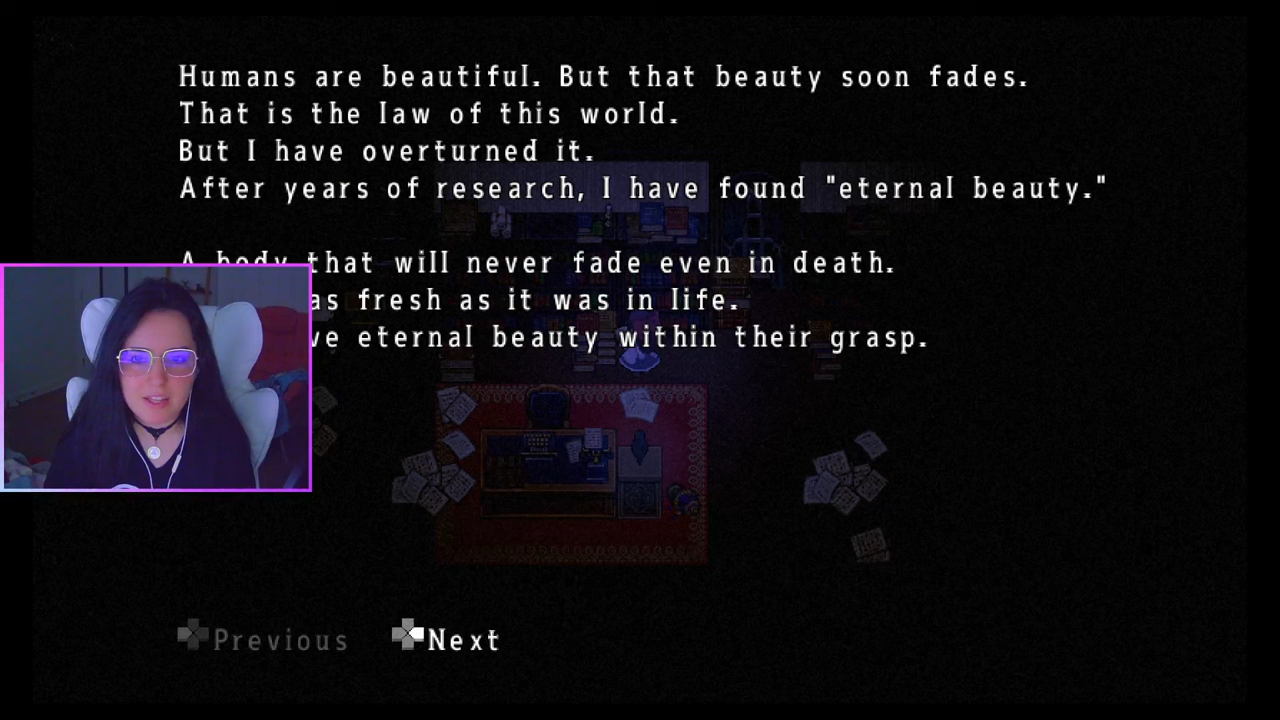 Humans are beautiful. But that beauty soon fades.
That is the law of this world.
But I have overturned it.
After years of research, I have found "eternal beauty."
A body that will never fade even in death.
as fresh as it was in life.
eternal beauty within their grasp.
Previous
Next